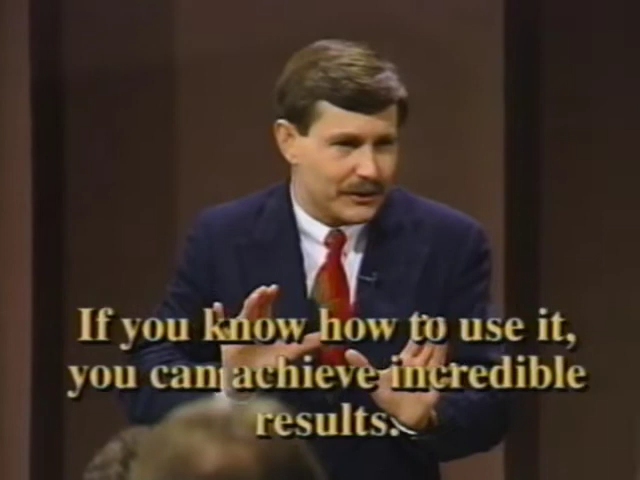 If you know how to use it,
you can achieve incredible
results.